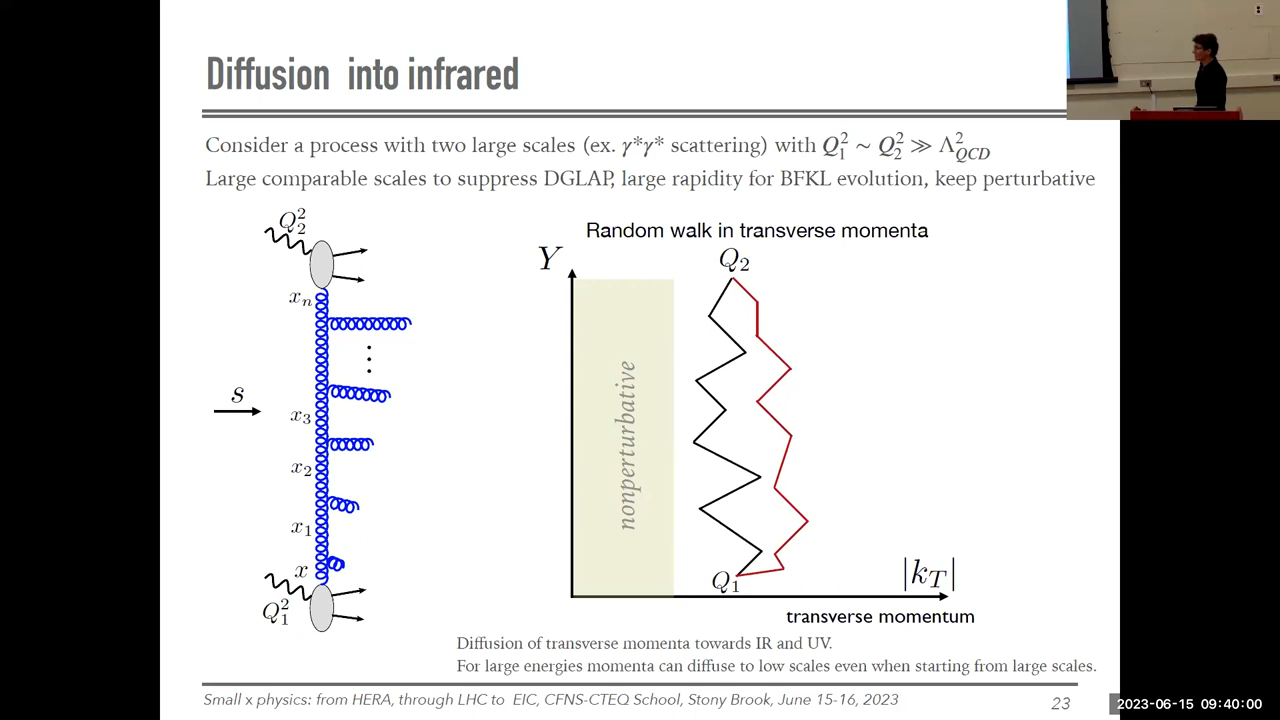 Diffusion into infrared
Consider a process with two large scales (ex. γ*γ* scattering) with Q₁² ~ Q₂² ≫ Λ²_QCD
Large comparable scales to suppress DGLAP, large rapidity for BFKL evolution, keep perturbative
Q₂²
xₙ
s
x₃
x₂
x₁
x
Q₁²
Random walk in transverse momenta
Y
Q₂
nonperturbative
Q₁
|k_T|
transverse momentum
Diffusion of transverse momenta towards IR and UV.
For large energies momenta can diffuse to low scales even when starting from large scales.
Small x physics: from HERA, through LHC to EIC, CFNS-CTEQ School, Stony Brook, June 15-16, 2023
23
2023-06-15 09:40:00